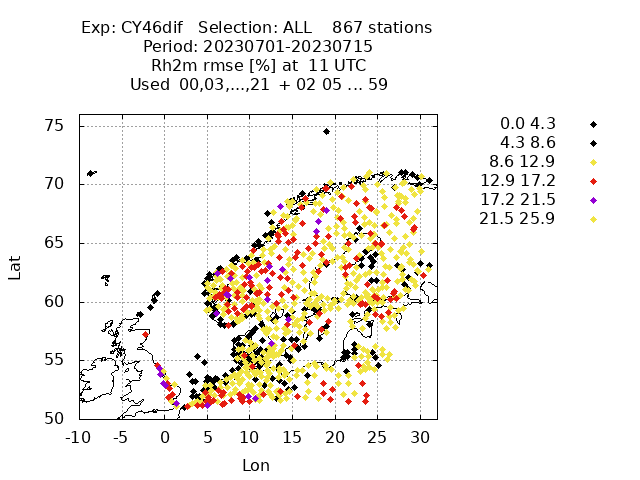 Exp: CY46dif   Selection: ALL    867 stations
Period: 20230701-20230715
Rh2m rmse [%] at  11 UTC
Used  00,03,...,21  + 02 05 ... 59
0.0 4.3
4.3 8.6
8.6 12.9
12.9 17.2
17.2 21.5
21.5 25.9
75
70
65
60
55
50
Lat
-10 -5 0 5 10 15 20 25 30
Lon